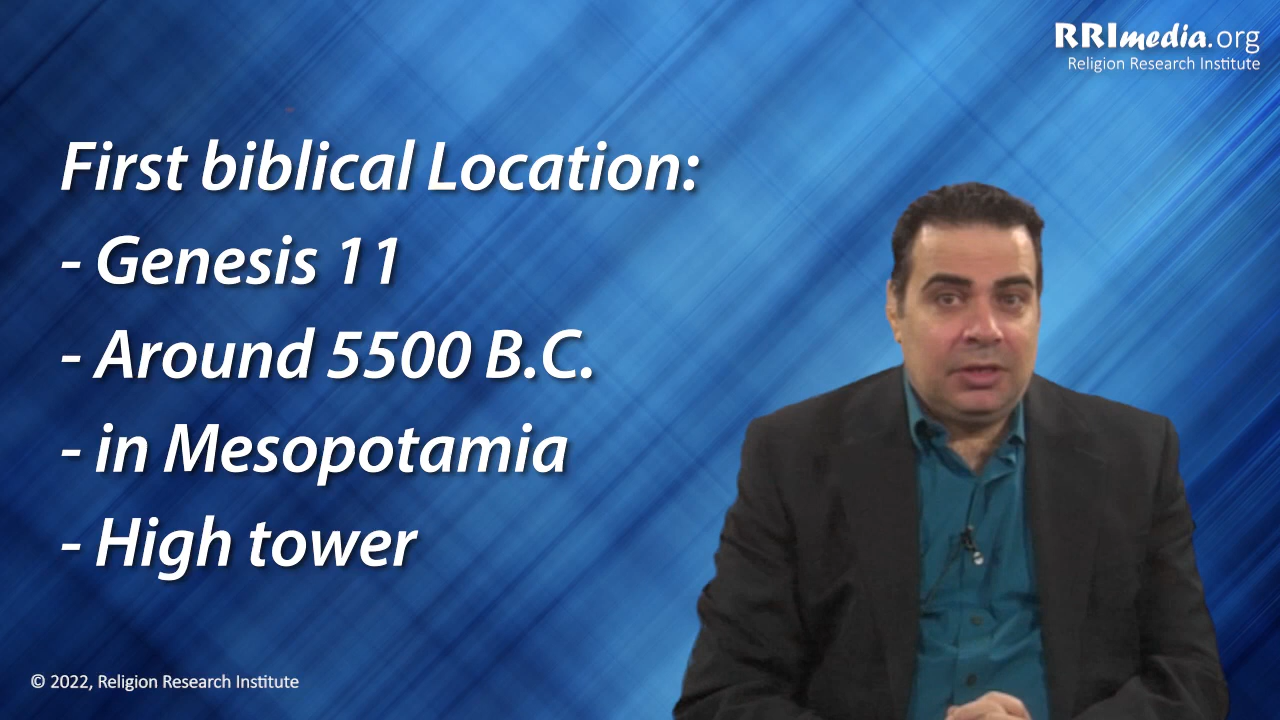 RRImedia.org
Religion Research Institute
First biblical Location:
- Genesis 11
- Around 5500 B.C.
- in Mesopotamia
- High tower
© 2022, Religion Research Institute